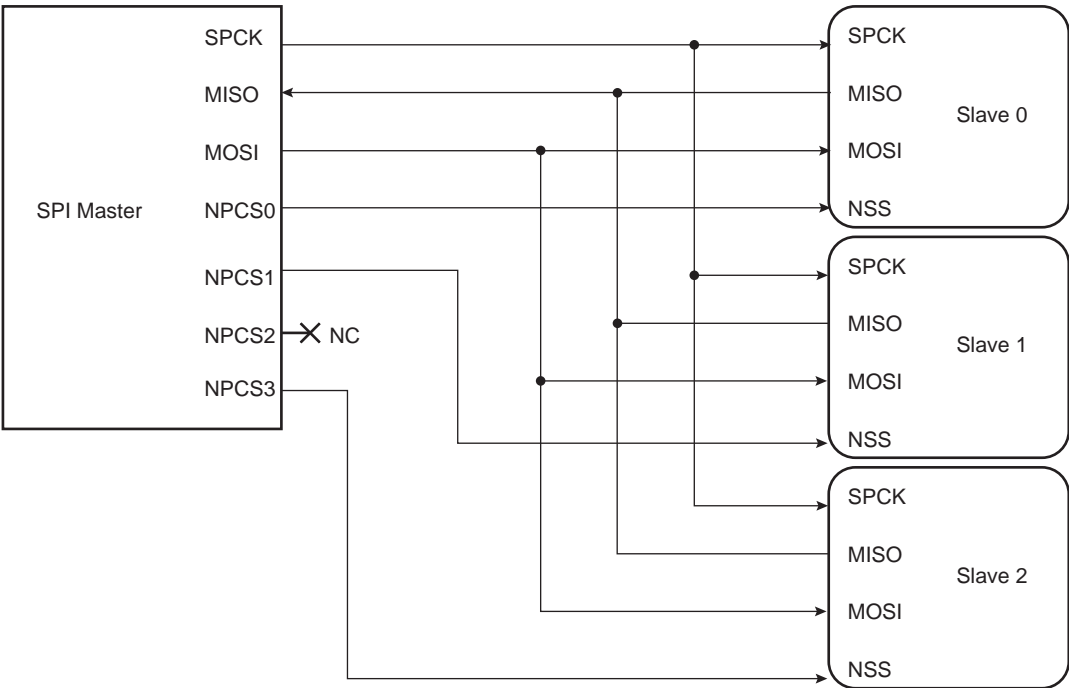 SPCK
MISO
MOSI
SPI Master
NPCS0
NPCS1
NPCS2
NC
NPCS3
SPCK
MISO
Slave 0
MOSI
NSS
SPCK
MISO
Slave 1
MOSI
NSS
SPCK
MISO
Slave 2
MOSI
NSS